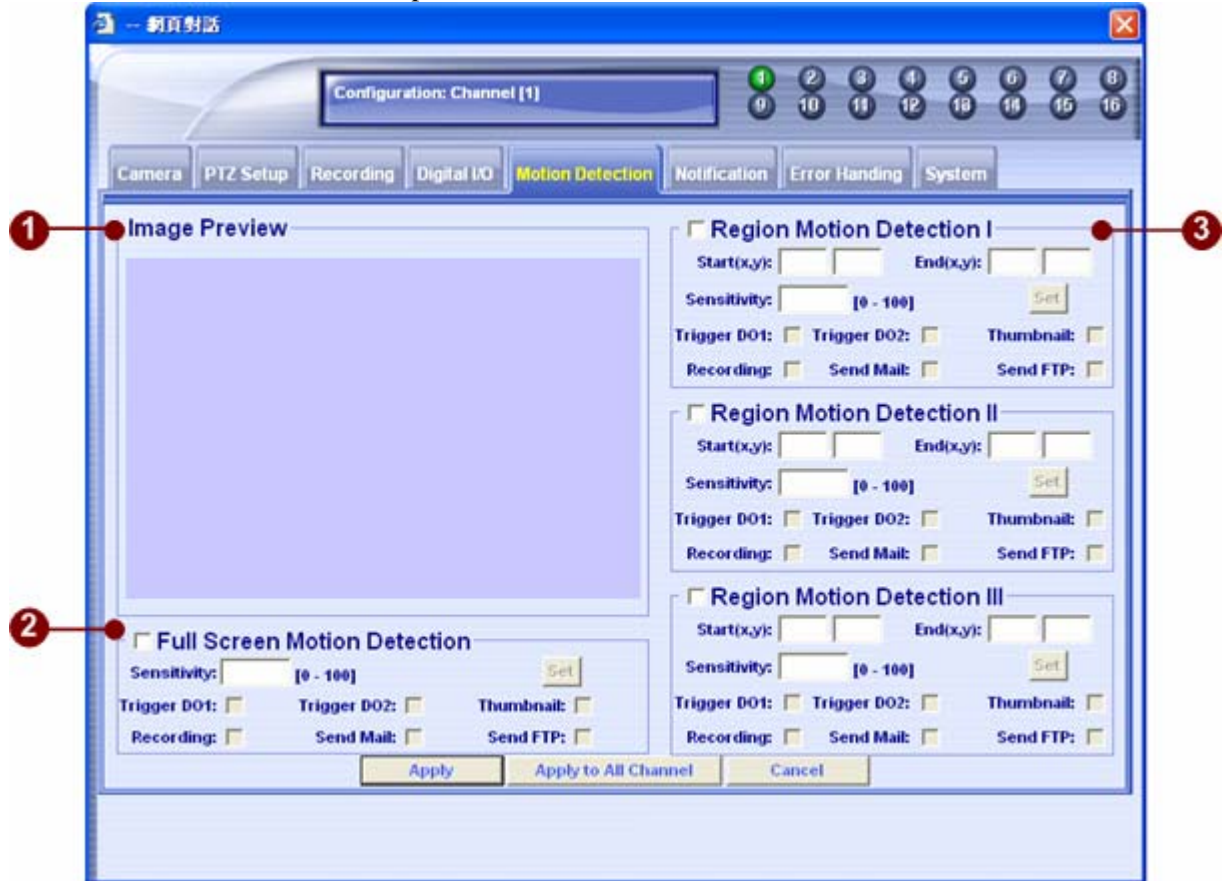 -- 網頁對話
Configuration: Channel [1]
1 2 3 4 5 6 7 8
9 10 11 12 13 14 15 16
Camera PTZ Setup Recording Digital I/O Motion Detection Notification Error Handing System
1
Image Preview
2
Full Screen Motion Detection
Sensitivity: [0 - 100] Set
Trigger DO1: Trigger DO2: Thumbnail:
Recording: Send Mail: Send FTP:
3
Region Motion Detection I
Start(x,y): End(x,y):
Sensitivity: [0 - 100] Set
Trigger DO1: Trigger DO2: Thumbnail:
Recording: Send Mail: Send FTP:
Region Motion Detection II
Start(x,y): End(x,y):
Sensitivity: [0 - 100] Set
Trigger DO1: Trigger DO2: Thumbnail:
Recording: Send Mail: Send FTP:
Region Motion Detection III
Start(x,y): End(x,y):
Sensitivity: [0 - 100] Set
Trigger DO1: Trigger DO2: Thumbnail:
Recording: Send Mail: Send FTP:
Apply Apply to All Channel Cancel